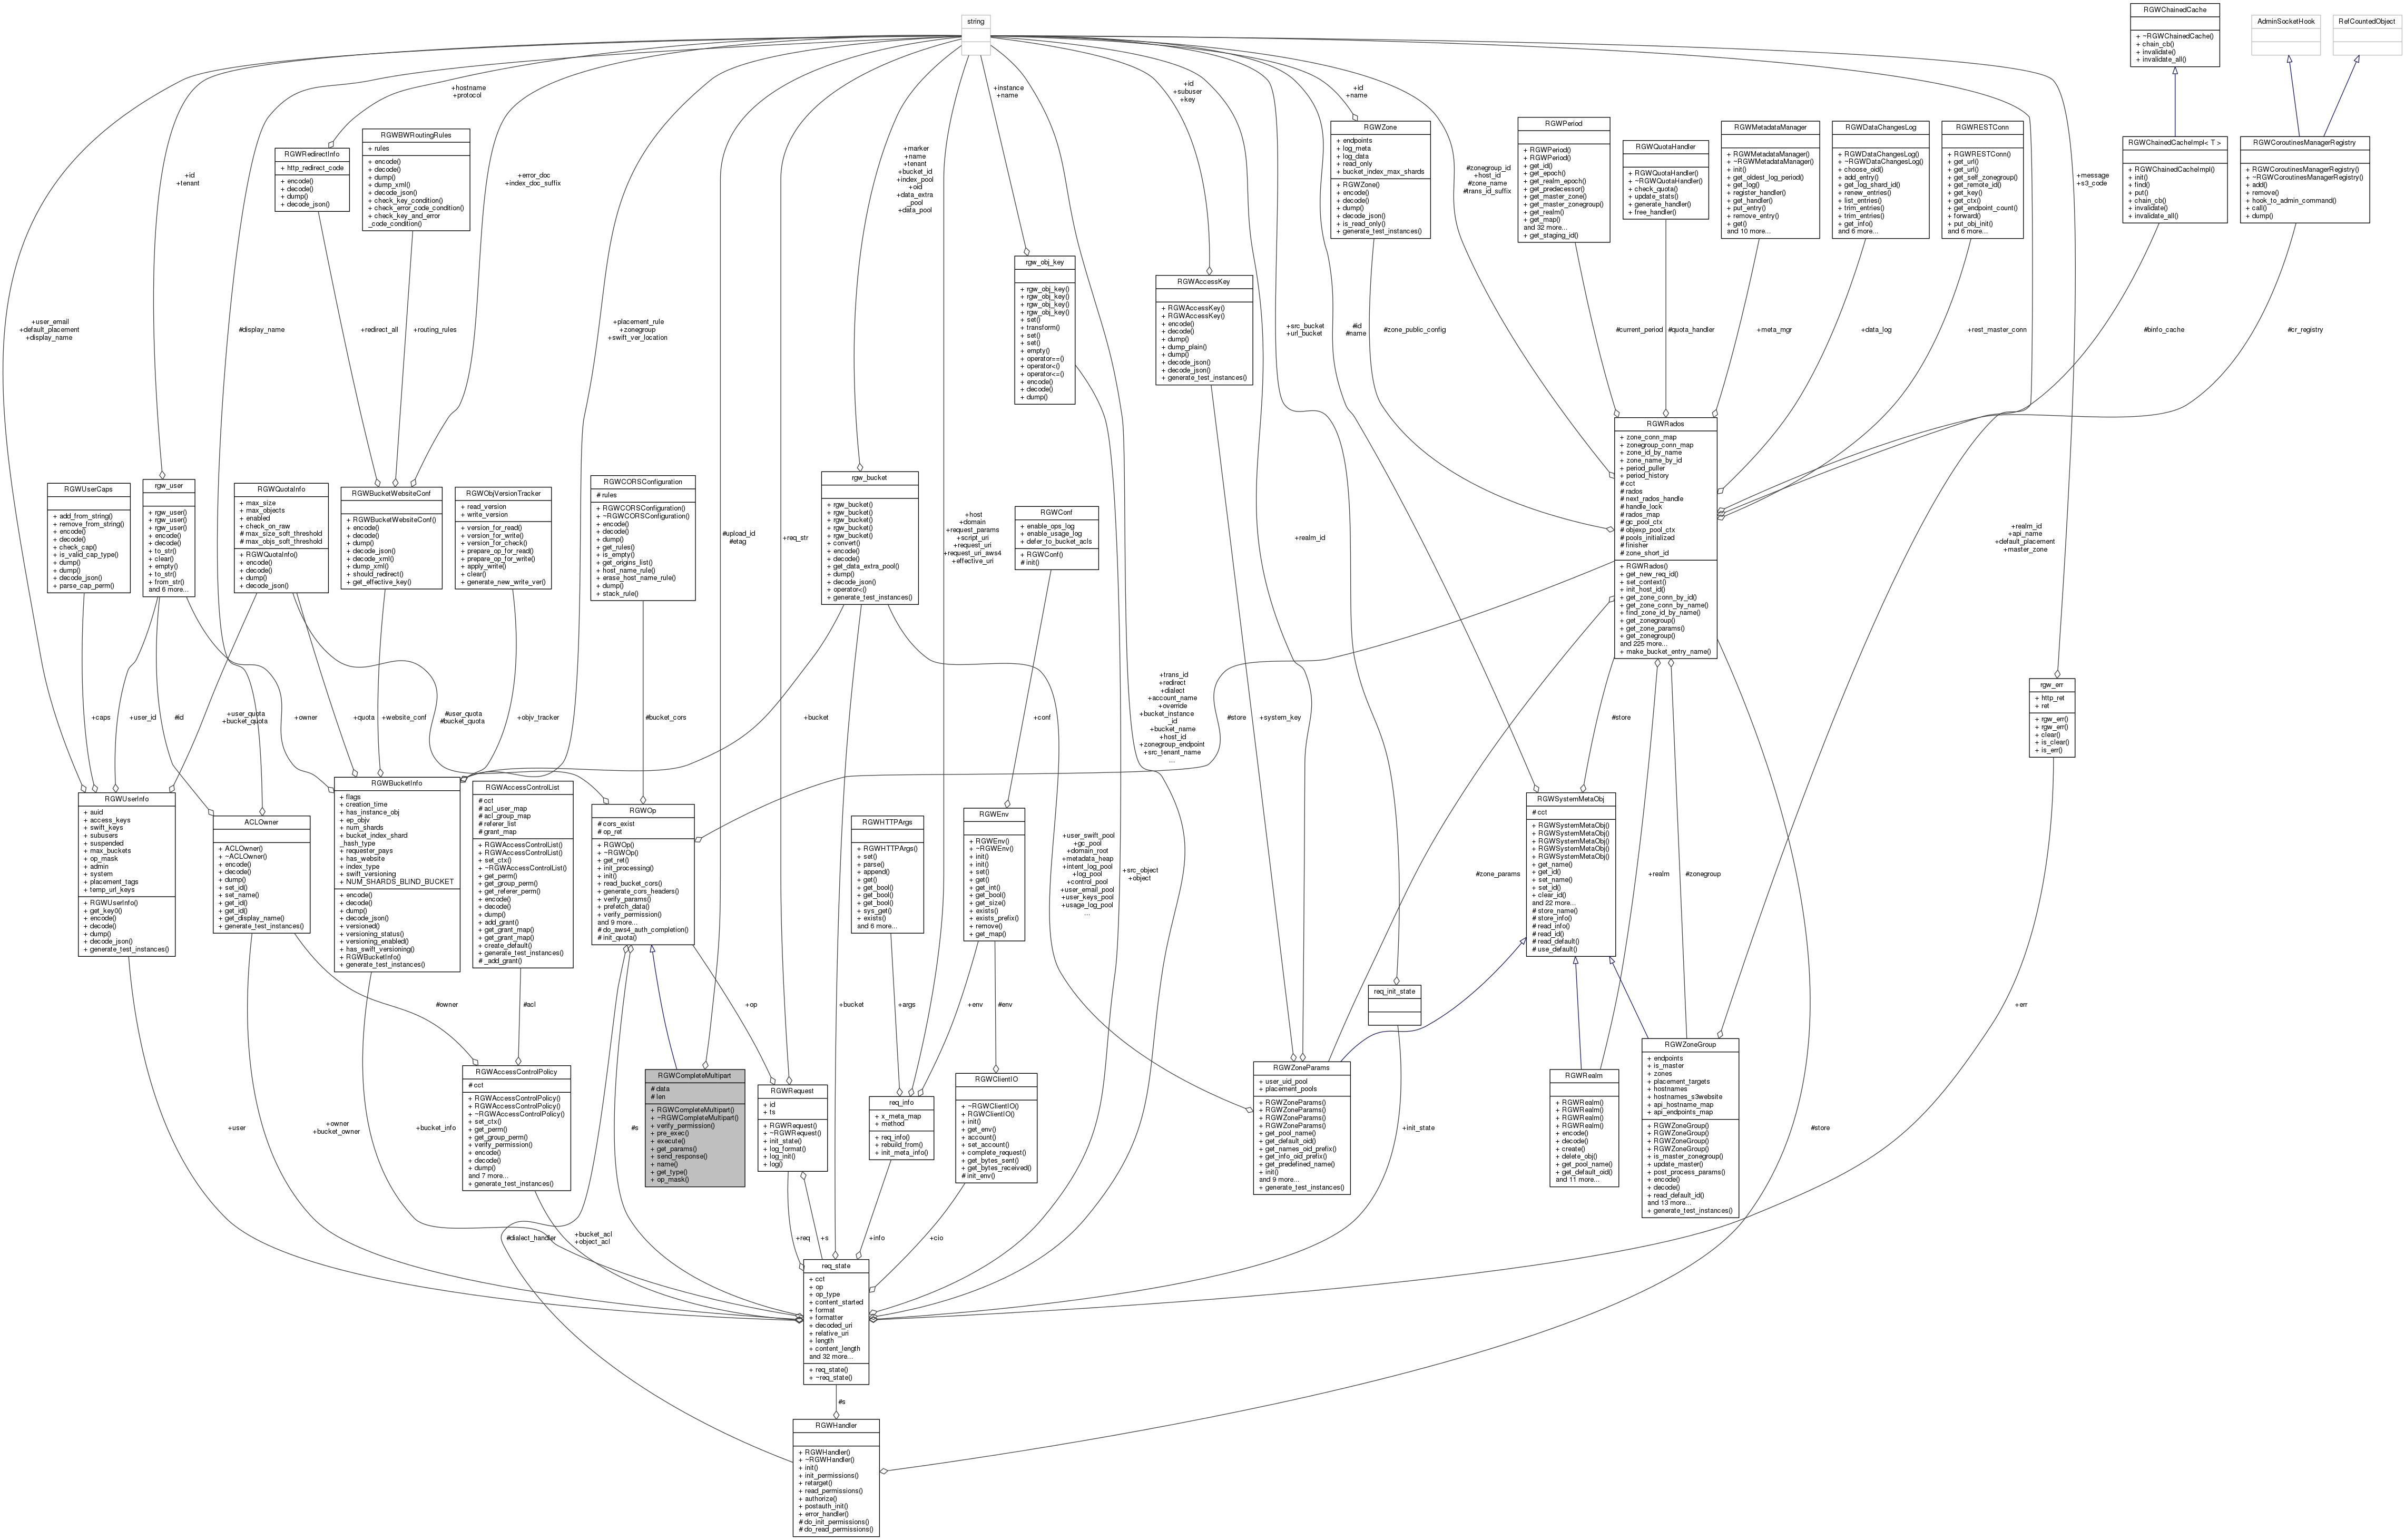 string
RGWChainedCache
+ ~RGWChainedCache()
+ chain_cb()
+ invalidate()
+ invalidate_all()
AdminSocketHook
RefCountedObject
+hostname
+protocol
+id
+subuser
+key
+instance
+name
+id
+name
RGWRedirectInfo
+ http_redirect_code
+ encode()
+ decode()
+ dump()
+ decode_json()
RGWBWRoutingRules
+ rules
+ encode()
+ decode()
+ dump()
+ dump_xml()
+ decode_json()
+ check_key_condition()
+ check_error_code_condition()
+ check_key_and_error
_code_condition()
+id
+tenant
+error_doc
+index_doc_suffix
+marker
+name
+tenant
+bucket_id
+index_pool
+oid
+data_extra
_pool
+data_pool
RGWZone
+ endpoints
+ log_meta
+ log_data
+ read_only
+ bucket_index_max_shards
+ RGWZone()
+ encode()
+ decode()
+ dump()
+ decode_json()
+ is_read_only()
+ generate_test_instances()
#zonegroup_id
+host_id
#zone_name
#trans_id_suffix
RGWPeriod
+ RGWPeriod()
+ RGWPeriod()
+ get_id()
+ get_epoch()
+ get_realm_epoch()
+ get_predecessor()
+ get_master_zone()
+ get_master_zonegroup()
+ get_realm()
+ get_map()
and 32 more...
+ get_staging_id()
RGWQuotaHandler
+ RGWQuotaHandler()
+ ~RGWQuotaHandler()
+ check_quota()
+ update_stats()
+ generate_handler()
+ free_handler()
RGWMetadataManager
+ RGWMetadataManager()
+ ~RGWMetadataManager()
+ init()
+ get_oldest_log_period()
+ get_log()
+ register_handler()
+ get_handler()
+ put_entry()
+ remove_entry()
+ get()
and 10 more...
RGWDataChangesLog
+ RGWDataChangesLog()
+ ~RGWDataChangesLog()
+ choose_oid()
+ add_entry()
+ get_log_shard_id()
+ renew_entries()
+ list_entries()
+ trim_entries()
+ trim_entries()
+ get_info()
and 6 more...
RGWRESTConn
+ RGWRESTConn()
+ get_url()
+ get_url()
+ get_self_zonegroup()
+ get_remote_id()
+ get_key()
+ get_ctx()
+ get_endpoint_count()
+ forward()
+ put_obj_init()
and 6 more...
+message
+s3_code
RGWChainedCacheImpl< T >
+ RGWChainedCacheImpl()
+ init()
+ find()
+ put()
+ chain_cb()
+ invalidate()
+ invalidate_all()
RGWCoroutinesManagerRegistry
+ RGWCoroutinesManagerRegistry()
+ ~RGWCoroutinesManagerRegistry()
+ add()
+ remove()
+ hook_to_admin_command()
+ call()
+ dump()
rgw_obj_key
+ rgw_obj_key()
+ rgw_obj_key()
+ rgw_obj_key()
+ rgw_obj_key()
+ set()
+ transform()
+ set()
+ set()
+ empty()
+ operator==()
+ operator<()
+ operator<=()
+ encode()
+ decode()
+ dump()
RGWAccessKey
+ RGWAccessKey()
+ RGWAccessKey()
+ encode()
+ decode()
+ dump()
+ dump_plain()
+ dump()
+ decode_json()
+ decode_json()
+ generate_test_instances()
+user_email
+default_placement
+display_name
#display_name
+redirect_all
+routing_rules
+placement_rule
+zonegroup
+swift_ver_location
+src_bucket
+url_bucket
#id
#name
#zone_public_config
#current_period
#quota_handler
+meta_mgr
+data_log
+rest_master_conn
#binfo_cache
#cr_registry
RGWRados
+ zone_conn_map
+ zonegroup_conn_map
+ zone_id_by_name
+ zone_name_by_id
+ period_puller
+ period_history
# cct
# rados
# next_rados_handle
# handle_lock
# rados_map
# gc_pool_ctx
# objexp_pool_ctx
# pools_initialized
# finisher
# zone_short_id
+ RGWRados()
+ get_new_req_id()
+ set_context()
+ init_host_id()
+ get_zone_conn_by_id()
+ get_zone_conn_by_name()
+ find_zone_id_by_name()
+ get_zonegroup()
+ get_zone_params()
+ get_zonegroup()
and 225 more...
+ make_bucket_entry_name()
RGWUserCaps
+ add_from_string()
+ remove_from_string()
+ encode()
+ decode()
+ check_cap()
+ is_valid_cap_type()
+ dump()
+ dump()
+ decode_json()
+ parse_cap_perm()
rgw_user
+ rgw_user()
+ rgw_user()
+ rgw_user()
+ encode()
+ decode()
+ to_str()
+ clear()
+ empty()
+ to_str()
+ from_str()
and 6 more...
RGWQuotaInfo
+ max_size
+ max_objects
+ enabled
+ check_on_raw
# max_size_soft_threshold
# max_objs_soft_threshold
+ RGWQuotaInfo()
+ encode()
+ decode()
+ dump()
+ decode_json()
RGWBucketWebsiteConf
+ RGWBucketWebsiteConf()
+ encode()
+ decode()
+ dump()
+ decode_json()
+ decode_xml()
+ dump_xml()
+ should_redirect()
+ get_effective_key()
RGWObjVersionTracker
+ read_version
+ write_version
+ version_for_read()
+ version_for_write()
+ version_for_check()
+ prepare_op_for_read()
+ prepare_op_for_write()
+ apply_write()
+ clear()
+ generate_new_write_ver()
RGWCORSConfiguration
# rules
+ RGWCORSConfiguration()
+ ~RGWCORSConfiguration()
+ encode()
+ decode()
+ dump()
+ get_rules()
+ is_empty()
+ get_origins_list()
+ host_name_rule()
+ erase_host_name_rule()
+ dump()
+ stack_rule()
#upload_id
#etag
+req_str
rgw_bucket
+ rgw_bucket()
+ rgw_bucket()
+ rgw_bucket()
+ rgw_bucket()
+ rgw_bucket()
+ convert()
+ encode()
+ decode()
+ get_data_extra_pool()
+ dump()
+ decode_json()
+ operator<()
+ generate_test_instances()
+host
+domain
+request_params
+script_uri
+request_uri
+request_uri_aws4
+effective_uri
RGWConf
+ enable_ops_log
+ enable_usage_log
+ defer_to_bucket_acls
+ RGWConf()
# init()
+realm_id
+realm_id
+api_name
+default_placement
+master_zone
rgw_err
+ http_ret
+ ret
+ rgw_err()
+ rgw_err()
+ clear()
+ is_clear()
+ is_err()
+caps
+user_id
#id
+user_quota
+bucket_quota
+owner
+quota
+website_conf
#user_quota
#bucket_quota
+objv_tracker
#bucket_cors
+bucket
+conf
+trans_id
+redirect
+dialect
+account_name
+override
+bucket_instance
_id
+bucket_name
+host_id
+zonegroup_endpoint
+src_tenant_name
...
#store
+system_key
#store
RGWUserInfo
+ auid
+ access_keys
+ swift_keys
+ subusers
+ suspended
+ max_buckets
+ op_mask
+ admin
+ system
+ placement_tags
+ temp_url_keys
+ RGWUserInfo()
+ get_key0()
+ encode()
+ decode()
+ dump()
+ decode_json()
+ generate_test_instances()
ACLOwner
+ ACLOwner()
+ ~ACLOwner()
+ encode()
+ decode()
+ dump()
+ set_id()
+ set_name()
+ get_id()
+ get_id()
+ get_display_name()
+ generate_test_instances()
RGWBucketInfo
+ flags
+ creation_time
+ has_instance_obj
+ ep_objv
+ num_shards
+ bucket_index_shard
_hash_type
+ requester_pays
+ has_website
+ index_type
+ swift_versioning
+ NUM_SHARDS_BLIND_BUCKET
+ encode()
+ decode()
+ dump()
+ decode_json()
+ versioned()
+ versioning_status()
+ versioning_enabled()
+ has_swift_versioning()
+ RGWBucketInfo()
+ generate_test_instances()
RGWAccessControlList
# cct
# acl_user_map
# acl_group_map
# referer_list
# grant_map
+ RGWAccessControlList()
+ RGWAccessControlList()
+ set_ctx()
+ ~RGWAccessControlList()
+ get_perm()
+ get_group_perm()
+ get_referer_perm()
+ encode()
+ decode()
+ dump()
+ add_grant()
+ get_grant_map()
+ get_grant_map()
+ create_default()
+ generate_test_instances()
# _add_grant()
RGWOp
# cors_exist
# op_ret
+ RGWOp()
+ ~RGWOp()
+ get_ret()
+ init_processing()
+ init()
+ read_bucket_cors()
+ generate_cors_headers()
+ verify_params()
+ prefetch_data()
+ verify_permission()
and 9 more...
# do_aws4_auth_completion()
# init_quota()
RGWHTTPArgs
+ RGWHTTPArgs()
+ set()
+ parse()
+ append()
+ get()
+ get_bool()
+ get_bool()
+ get_bool()
+ sys_get()
+ exists()
and 6 more...
RGWEnv
+ RGWEnv()
+ ~RGWEnv()
+ init()
+ init()
+ set()
+ get()
+ get_int()
+ get_bool()
+ get_size()
+ exists()
+ exists_prefix()
+ remove()
+ get_map()
+user_swift_pool
+gc_pool
+domain_root
+metadata_heap
+intent_log_pool
+log_pool
+control_pool
+user_email_pool
+user_keys_pool
+usage_log_pool
...
+src_object
+object
RGWSystemMetaObj
# cct
+ RGWSystemMetaObj()
+ RGWSystemMetaObj()
+ RGWSystemMetaObj()
+ RGWSystemMetaObj()
+ RGWSystemMetaObj()
+ get_name()
+ get_id()
+ set_name()
+ set_id()
+ clear_id()
and 22 more...
# store_name()
# store_info()
# read_info()
# read_id()
# read_default()
# use_default()
#zone_params
+realm
#zonegroup
#owner
#acl
+op
+bucket
+args
+env
#env
req_init_state
+err
RGWAccessControlPolicy
# cct
+ RGWAccessControlPolicy()
+ RGWAccessControlPolicy()
+ ~RGWAccessControlPolicy()
+ set_ctx()
+ get_perm()
+ get_group_perm()
+ verify_permission()
+ encode()
+ decode()
+ dump()
and 7 more...
+ generate_test_instances()
RGWCompleteMultipart
# data
# len
+ RGWCompleteMultipart()
+ ~RGWCompleteMultipart()
+ verify_permission()
+ pre_exec()
+ execute()
+ get_params()
+ send_response()
+ name()
+ get_type()
+ op_mask()
RGWRequest
+ id
+ ts
+ RGWRequest()
+ ~RGWRequest()
+ init_state()
+ log_format()
+ log_init()
+ log()
req_info
+ x_meta_map
+ method
+ req_info()
+ rebuild_from()
+ init_meta_info()
RGWClientIO
+ ~RGWClientIO()
+ RGWClientIO()
+ init()
+ get_env()
+ account()
+ set_account()
+ complete_request()
+ get_bytes_sent()
+ get_bytes_received()
# init_env()
RGWZoneParams
+ user_uid_pool
+ placement_pools
+ RGWZoneParams()
+ RGWZoneParams()
+ RGWZoneParams()
+ RGWZoneParams()
+ get_pool_name()
+ get_default_oid()
+ get_names_oid_prefix()
+ get_info_oid_prefix()
+ get_predefined_name()
+ init()
and 9 more...
+ generate_test_instances()
+init_state
RGWRealm
+ RGWRealm()
+ RGWRealm()
+ RGWRealm()
+ RGWRealm()
+ encode()
+ decode()
+ create()
+ delete_obj()
+ get_pool_name()
+ get_default_oid()
and 11 more...
RGWZoneGroup
+ endpoints
+ is_master
+ zones
+ placement_targets
+ hostnames
+ hostnames_s3website
+ api_hostname_map
+ api_endpoints_map
+ RGWZoneGroup()
+ RGWZoneGroup()
+ RGWZoneGroup()
+ RGWZoneGroup()
+ is_master_zonegroup()
+ update_master()
+ post_process_params()
+ encode()
+ decode()
+ read_default_id()
and 13 more...
+ generate_test_instances()
#store
+user
+owner
+bucket_owner
+bucket_info
#s
#dialect_handler
+bucket_acl
+object_acl
+req
+s
+info
+cio
req_state
+ cct
+ op
+ op_type
+ content_started
+ format
+ formatter
+ decoded_uri
+ relative_uri
+ length
+ content_length
and 32 more...
+ req_state()
+ ~req_state()
#s
RGWHandler
+ RGWHandler()
+ ~RGWHandler()
+ init()
+ init_permissions()
+ retarget()
+ read_permissions()
+ authorize()
+ postauth_init()
+ error_handler()
# do_init_permissions()
# do_read_permissions()